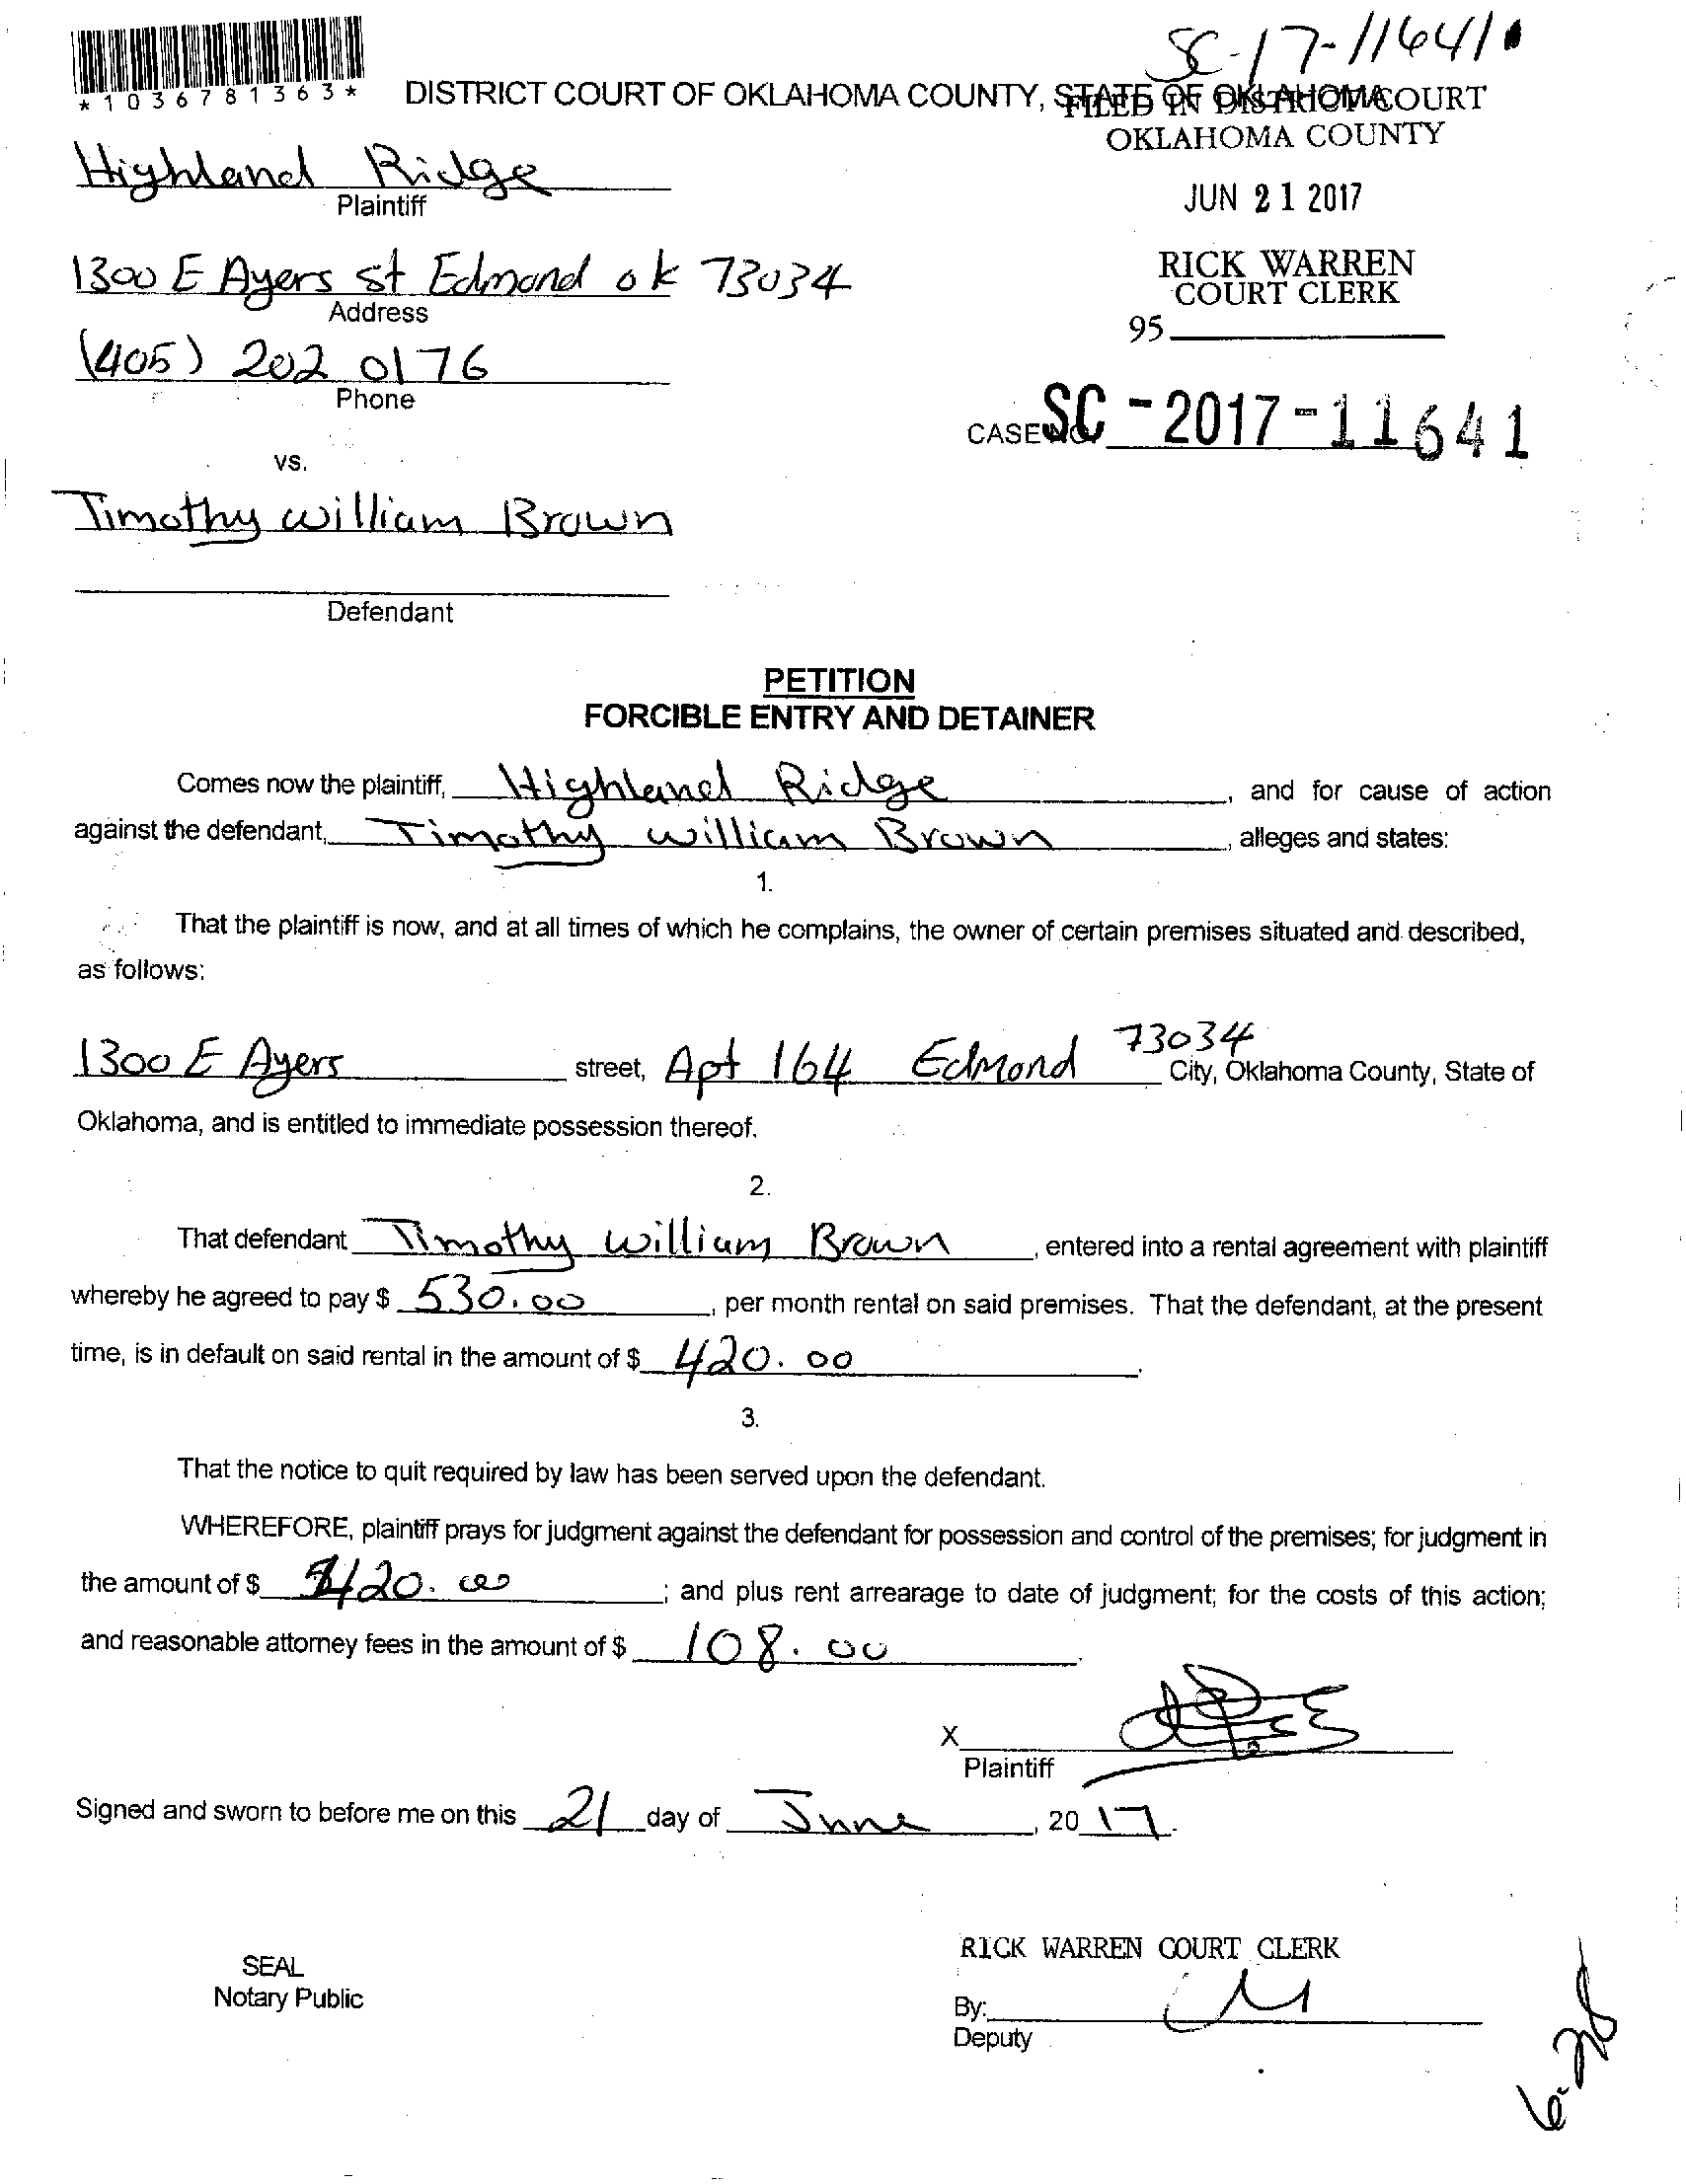 SC-17-11641
*1036781363*
DISTRICT COURT OF OKLAHOMA COUNTY, STATE OF OKLAHOMA
FILED IN DISTRICT COURT
OKLAHOMA COUNTY
Highland Ridge
Plaintiff
JUN 21 2017
1300 E Ayers st Edmond ok 73034
Address
RICK WARREN
COURT CLERK
95
(405) 202 0176
Phone
CASE NO. SC-2017-11641
vs.
Timothy william Brown
Defendant
PETITION
FORCIBLE ENTRY AND DETAINER
Comes now the plaintiff, Highland Ridge, and for cause of action
against the defendant, Timothy william Brown, alleges and states:
1.
That the plaintiff is now, and at all times of which he complains, the owner of certain premises situated and described,
as follows:
1300 E Ayers street, Apt 164 Edmond 73034 City, Oklahoma County, State of
Oklahoma, and is entitled to immediate possession thereof.
2.
That defendant Timothy william Brown, entered into a rental agreement with plaintiff
whereby he agreed to pay $ 530.00, per month rental on said premises. That the defendant, at the present
time, is in default on said rental in the amount of $ 420.00.
3.
That the notice to quit required by law has been served upon the defendant.
WHEREFORE, plaintiff prays for judgment against the defendant for possession and control of the premises; for judgment in
the amount of $ 420.00; and plus rent arrearage to date of judgment; for the costs of this action;
and reasonable attorney fees in the amount of $ 108.00.
X
Plaintiff
Signed and sworn to before me on this 21 day of June, 2017.
RICK WARREN COURT CLERK
SEAL
Notary Public
By:
Deputy
6-28